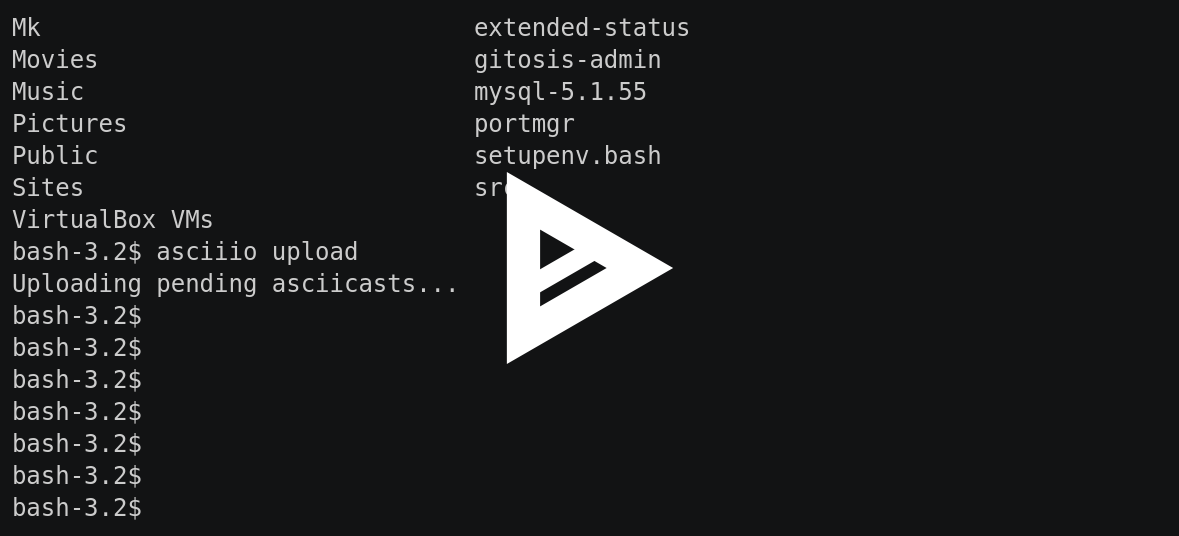 Mk extended-status
Movies gitosis-admin
Music mysql-5.1.55
Pictures portmgr
Public setupenv.bash
Sites
VirtualBox VMs
bash-3.2$ asciiio upload
Uploading pending asciicasts...
bash-3.2$
bash-3.2$
bash-3.2$
bash-3.2$
bash-3.2$
bash-3.2$
bash-3.2$